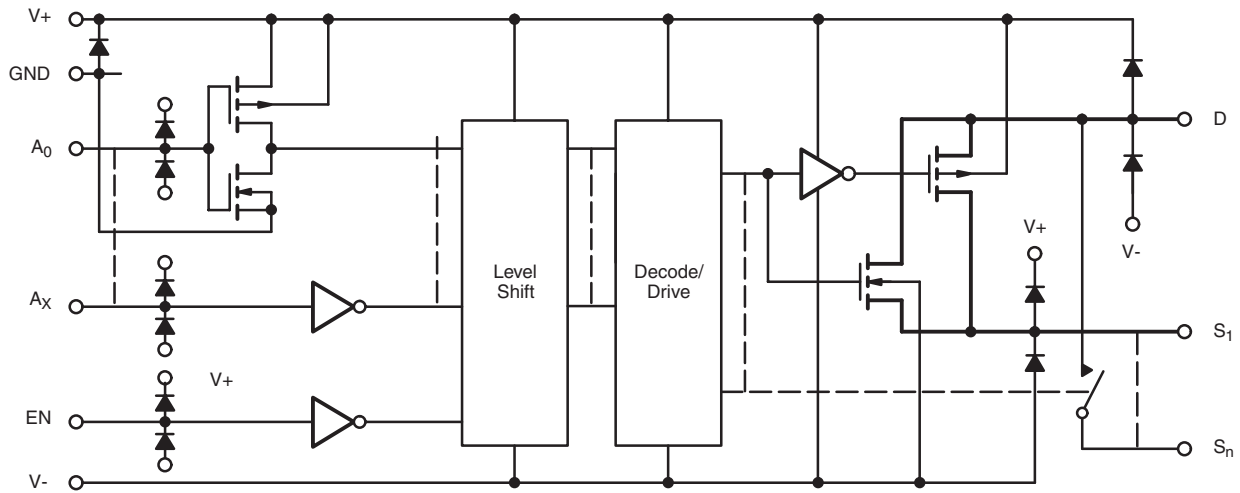 V+
GND
A0
AX
EN
V+
V-
Level
Shift
Decode/
Drive
V+
D
V-
S1
Sn